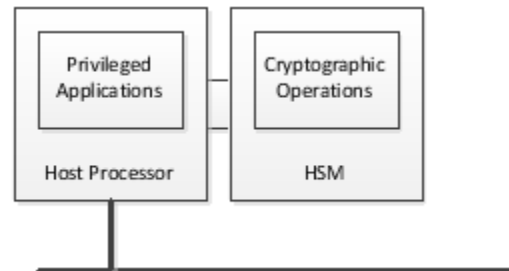 Privileged
Applications
Host Processor
Cryptographic
Operations
HSM